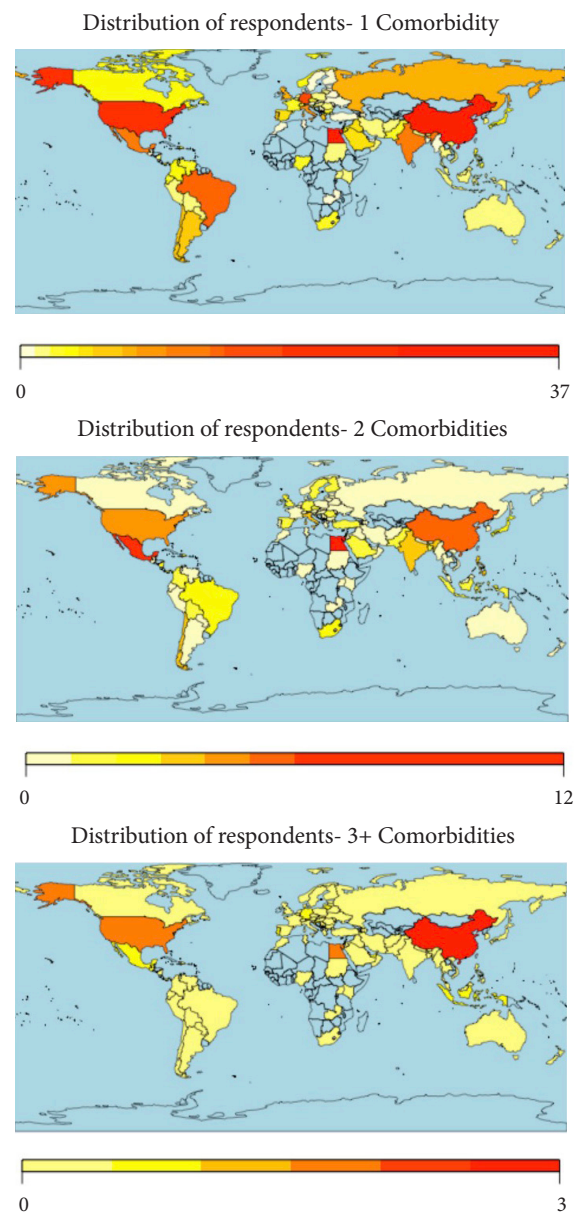 Distribution of respondents- 1 Comorbidity
0 37
Distribution of respondents- 2 Comorbidities
0 12
Distribution of respondents- 3+ Comorbidities
0 3